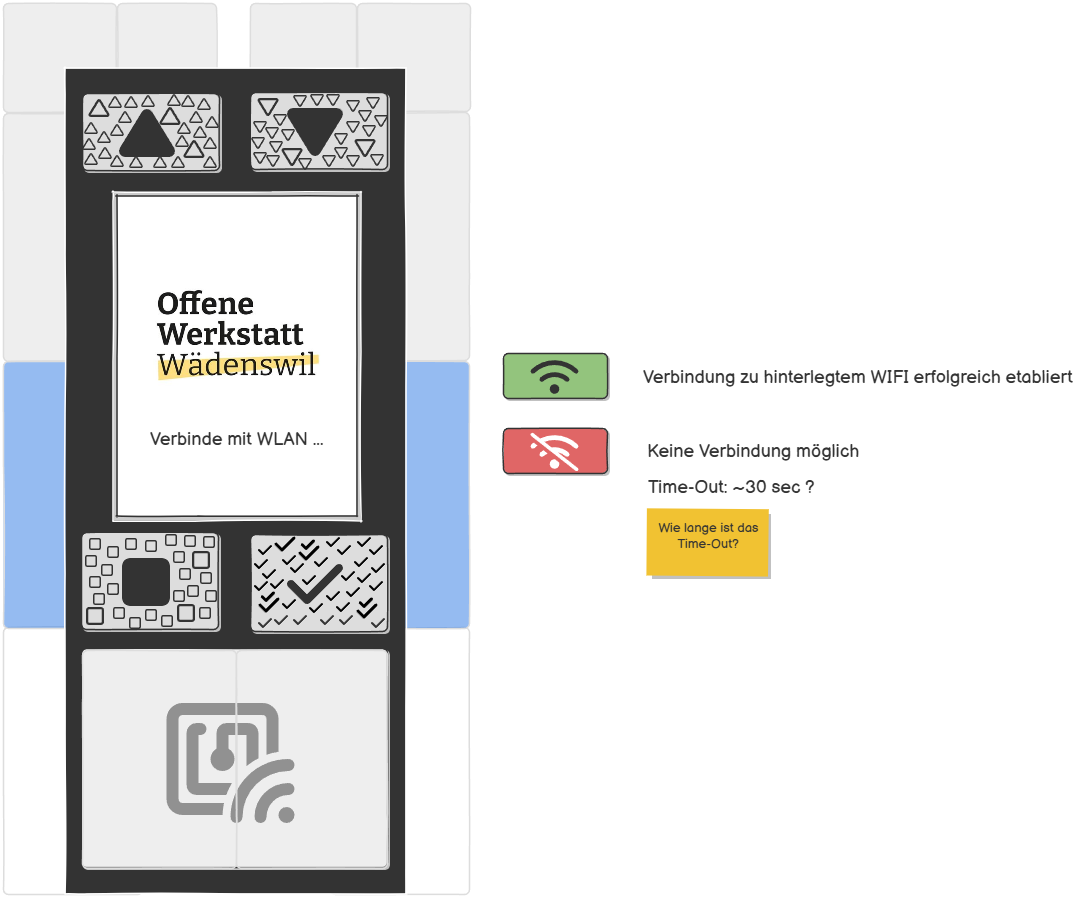 Offene
Werkstatt
Wädenswil
Verbinde mit WLAN ...
Verbindung zu hinterlegtem WIFI erfolgreich etabliert
Keine Verbindung möglich
Time-Out: ~30 sec ?
Wie lange ist das
Time-Out?